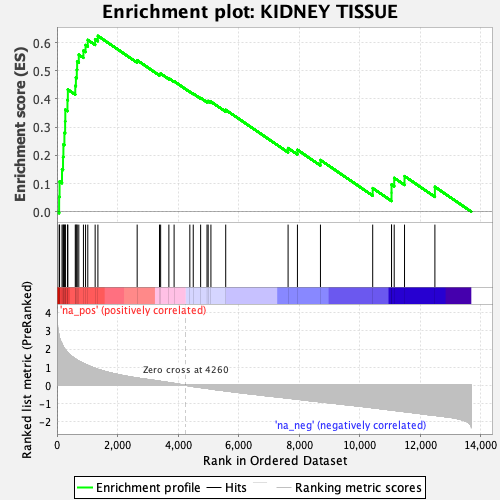 Enrichment plot: KIDNEY TISSUE
Enrichment score (ES)
0.6
0.5
0.4
0.3
0.2
0.1
0.0
'na_pos' (positively correlated)
Ranked list metric (PreRanked)
4
3
2
1
0
-1
-2
Zero cross at 4260
'na_neg' (negatively correlated)
0 2,000 4,000 6,000 8,000 10,000 12,000 14,000
Rank in Ordered Dataset
Enrichment profile Hits Ranking metric scores